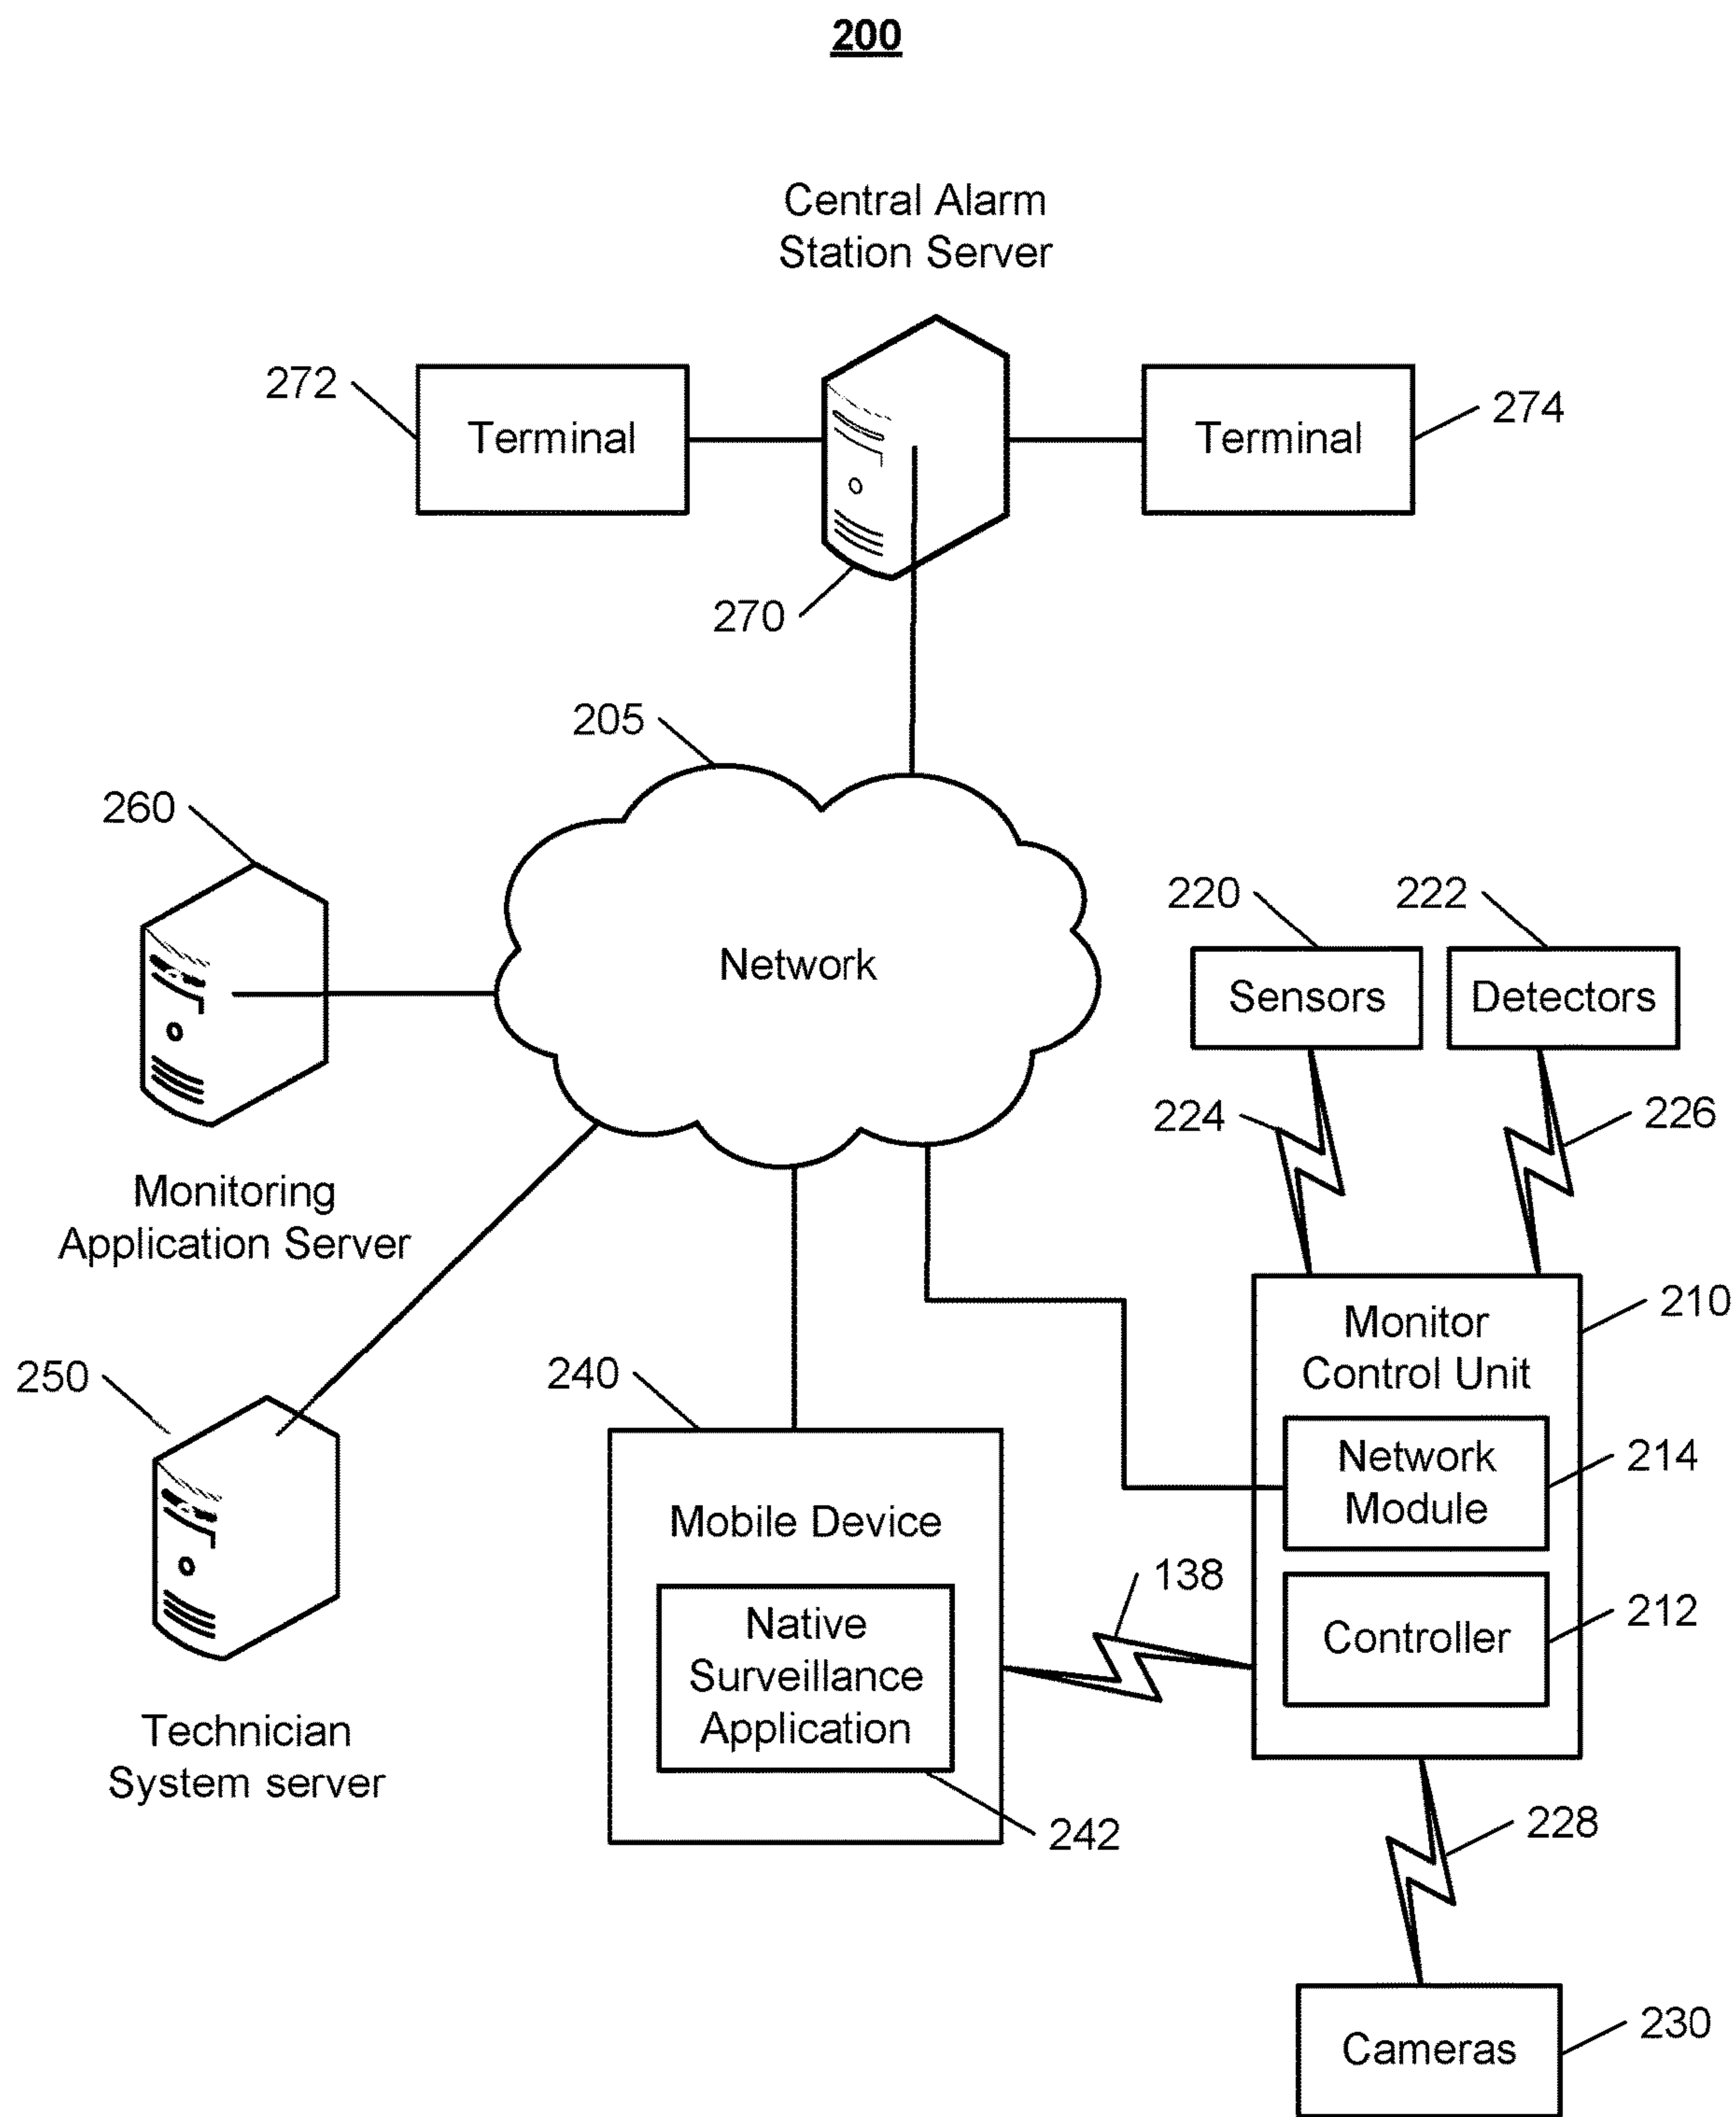 200
Central Alarm
Station Server
272
Terminal
Terminal
274
270
205
260
Network
220
222
Sensors
Detectors
224
226
Monitoring
Application Server
210
Monitor
Control Unit
250
240
Network
Module
214
Mobile Device
138
212
Controller
Native
Surveillance
Application
Technician
System server
242
228
230
Cameras